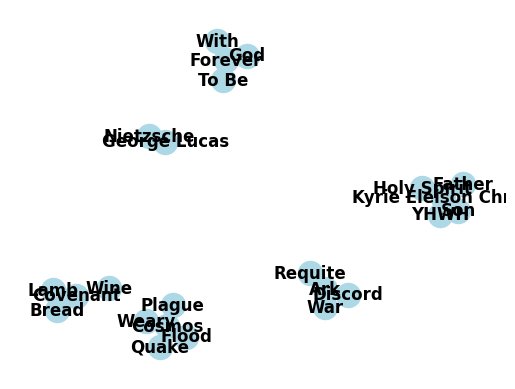 With
God
Forever
To Be
Nietzsche
George Lucas
Father
Holy Spirit
Kyrie Eleison Chr
Son
YHWH
Requite
Ark
Discord
War
Lamb
Wine
Covenant
Bread
Plague
Weary
Cosmos
Flood
Quake